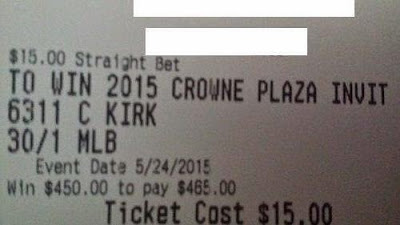 $15.00 Straight Bet
TO WIN 2015 CROWNE PLAZA INVIT
6311 C KIRK
30/1 MLB
Event Date 5/24/2015
Win $450.00 to pay $465.00
Ticket Cost $15.00